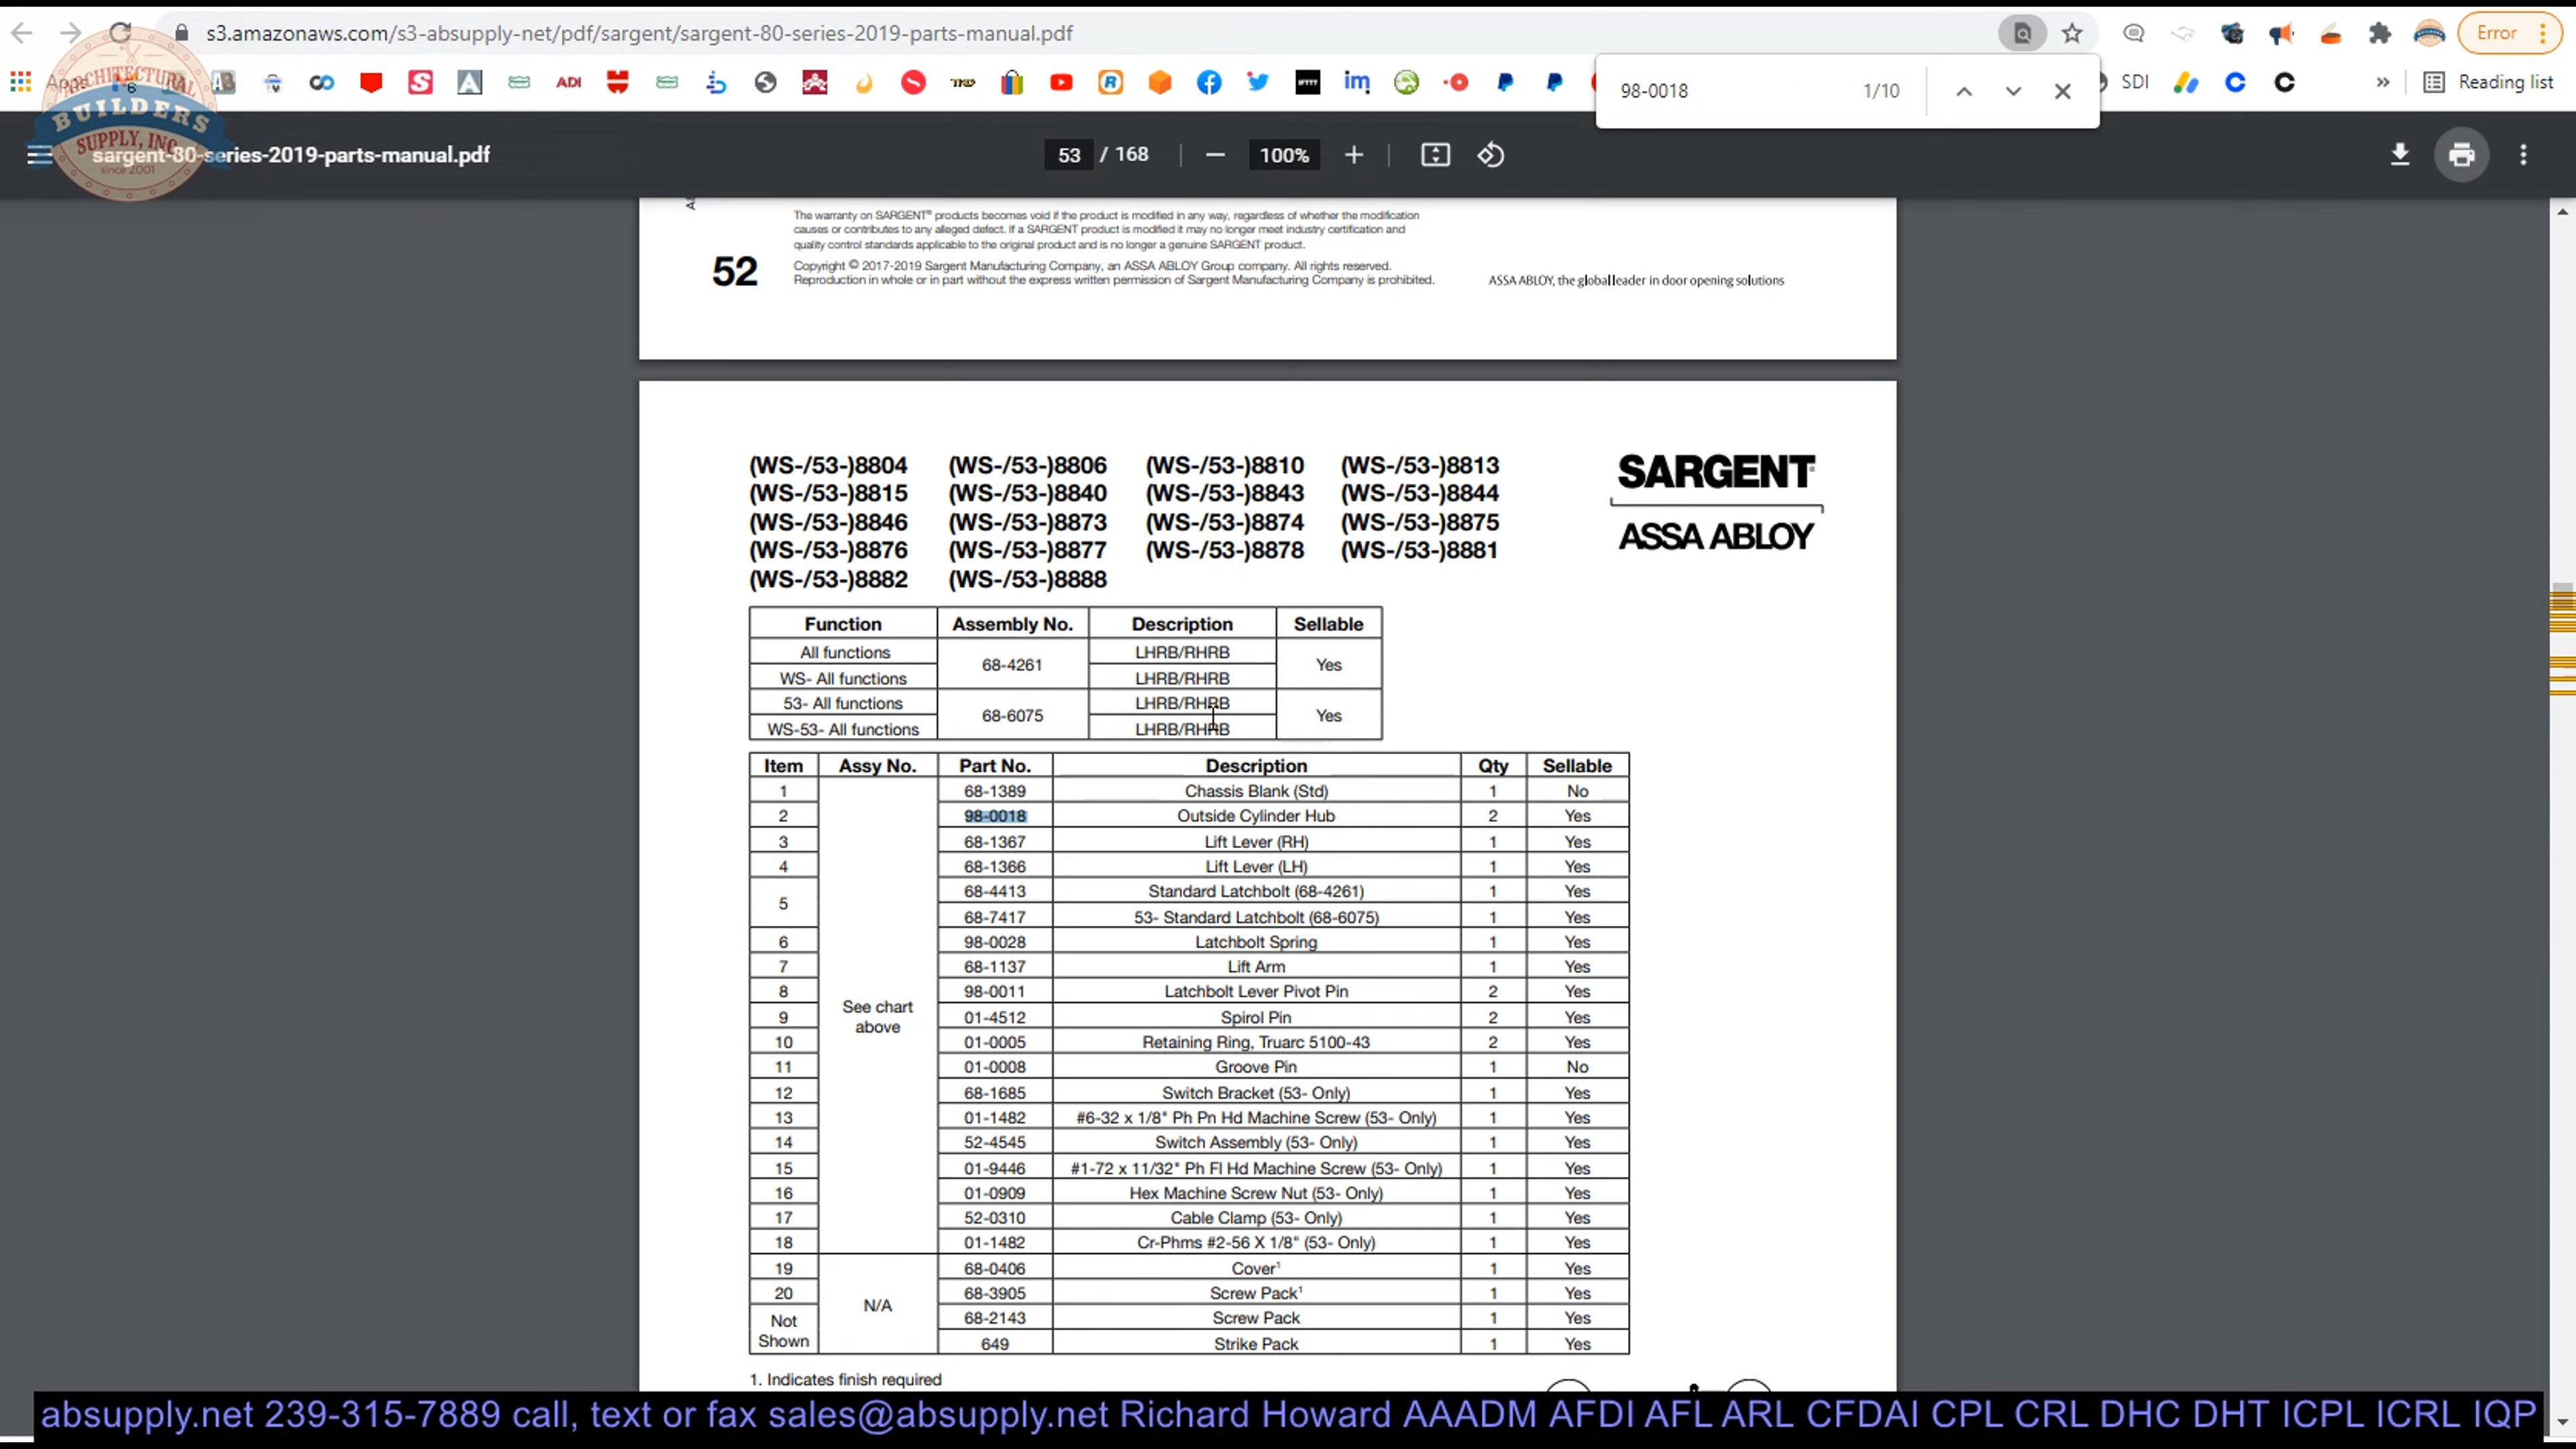 s3.amazonaws.com/s3-absupply-net/pdf/sargent/sargent-80-series-2019-parts-manual.pdf
Error
ADI
im
SDI
Reading list
98-0018 1/10
ARCHITECTURAL
BUILDERS
SUPPLY, INC
since 2001
sargent-80-series-2019-parts-manual.pdf
53 / 168
100%
The warranty on SARGENT® products becomes void if the product is modified in any way, regardless of whether the modification
causes or contributes to any alleged defect. If a SARGENT product is modified it may no longer meet industry certification and
quality control standards applicable to the original product and is no longer a genuine SARGENT product.
52
Copyright © 2017-2019 Sargent Manufacturing Company, an ASSA ABLOY Group company. All rights reserved.
Reproduction in whole or in part without the express written permission of Sargent Manufacturing Company is prohibited.
ASSA ABLOY, the global leader in door opening solutions
(WS-/53-)8804 (WS-/53-)8806 (WS-/53-)8810 (WS-/53-)8813
(WS-/53-)8815 (WS-/53-)8840 (WS-/53-)8843 (WS-/53-)8844
(WS-/53-)8846 (WS-/53-)8873 (WS-/53-)8874 (WS-/53-)8875
(WS-/53-)8876 (WS-/53-)8877 (WS-/53-)8878 (WS-/53-)8881
(WS-/53-)8882 (WS-/53-)8888
SARGENT
ASSA ABLOY
Function Assembly No. Description Sellable
All functions 68-4261 LHRB/RHRB Yes
WS- All functions LHRB/RHRB
53- All functions 68-6075 LHRB/RHRB Yes
WS-53- All functions LHRB/RHRB
Item Assy No. Part No. Description Qty Sellable
1 See chart above 68-1389 Chassis Blank (Std) 1 No
2 98-0018 Outside Cylinder Hub 2 Yes
3 68-1367 Lift Lever (RH) 1 Yes
4 68-1366 Lift Lever (LH) 1 Yes
5 68-4413 Standard Latchbolt (68-4261) 1 Yes
68-7417 53- Standard Latchbolt (68-6075) 1 Yes
6 98-0028 Latchbolt Spring 1 Yes
7 68-1137 Lift Arm 1 Yes
8 98-0011 Latchbolt Lever Pivot Pin 2 Yes
9 01-4512 Spirol Pin 2 Yes
10 01-0005 Retaining Ring, Truarc 5100-43 2 Yes
11 01-0008 Groove Pin 1 No
12 68-1685 Switch Bracket (53- Only) 1 Yes
13 01-1482 #6-32 x 1/8" Ph Pn Hd Machine Screw (53- Only) 1 Yes
14 52-4545 Switch Assembly (53- Only) 1 Yes
15 01-9446 #1-72 x 11/32" Ph Fl Hd Machine Screw (53- Only) 1 Yes
16 01-0909 Hex Machine Screw Nut (53- Only) 1 Yes
17 52-0310 Cable Clamp (53- Only) 1 Yes
18 01-1482 Cr-Phms #2-56 X 1/8" (53- Only) 1 Yes
19 N/A 68-0406 Cover¹ 1 Yes
20 68-3905 Screw Pack¹ 1 Yes
Not Shown 68-2143 Screw Pack 1 Yes
649 Strike Pack 1 Yes
1. Indicates finish required
absupply.net 239-315-7889 call, text or fax sales@absupply.net Richard Howard AAADM AFDI AFL ARL CFDAI CPL CRL DHC DHT ICPL ICRL IQP